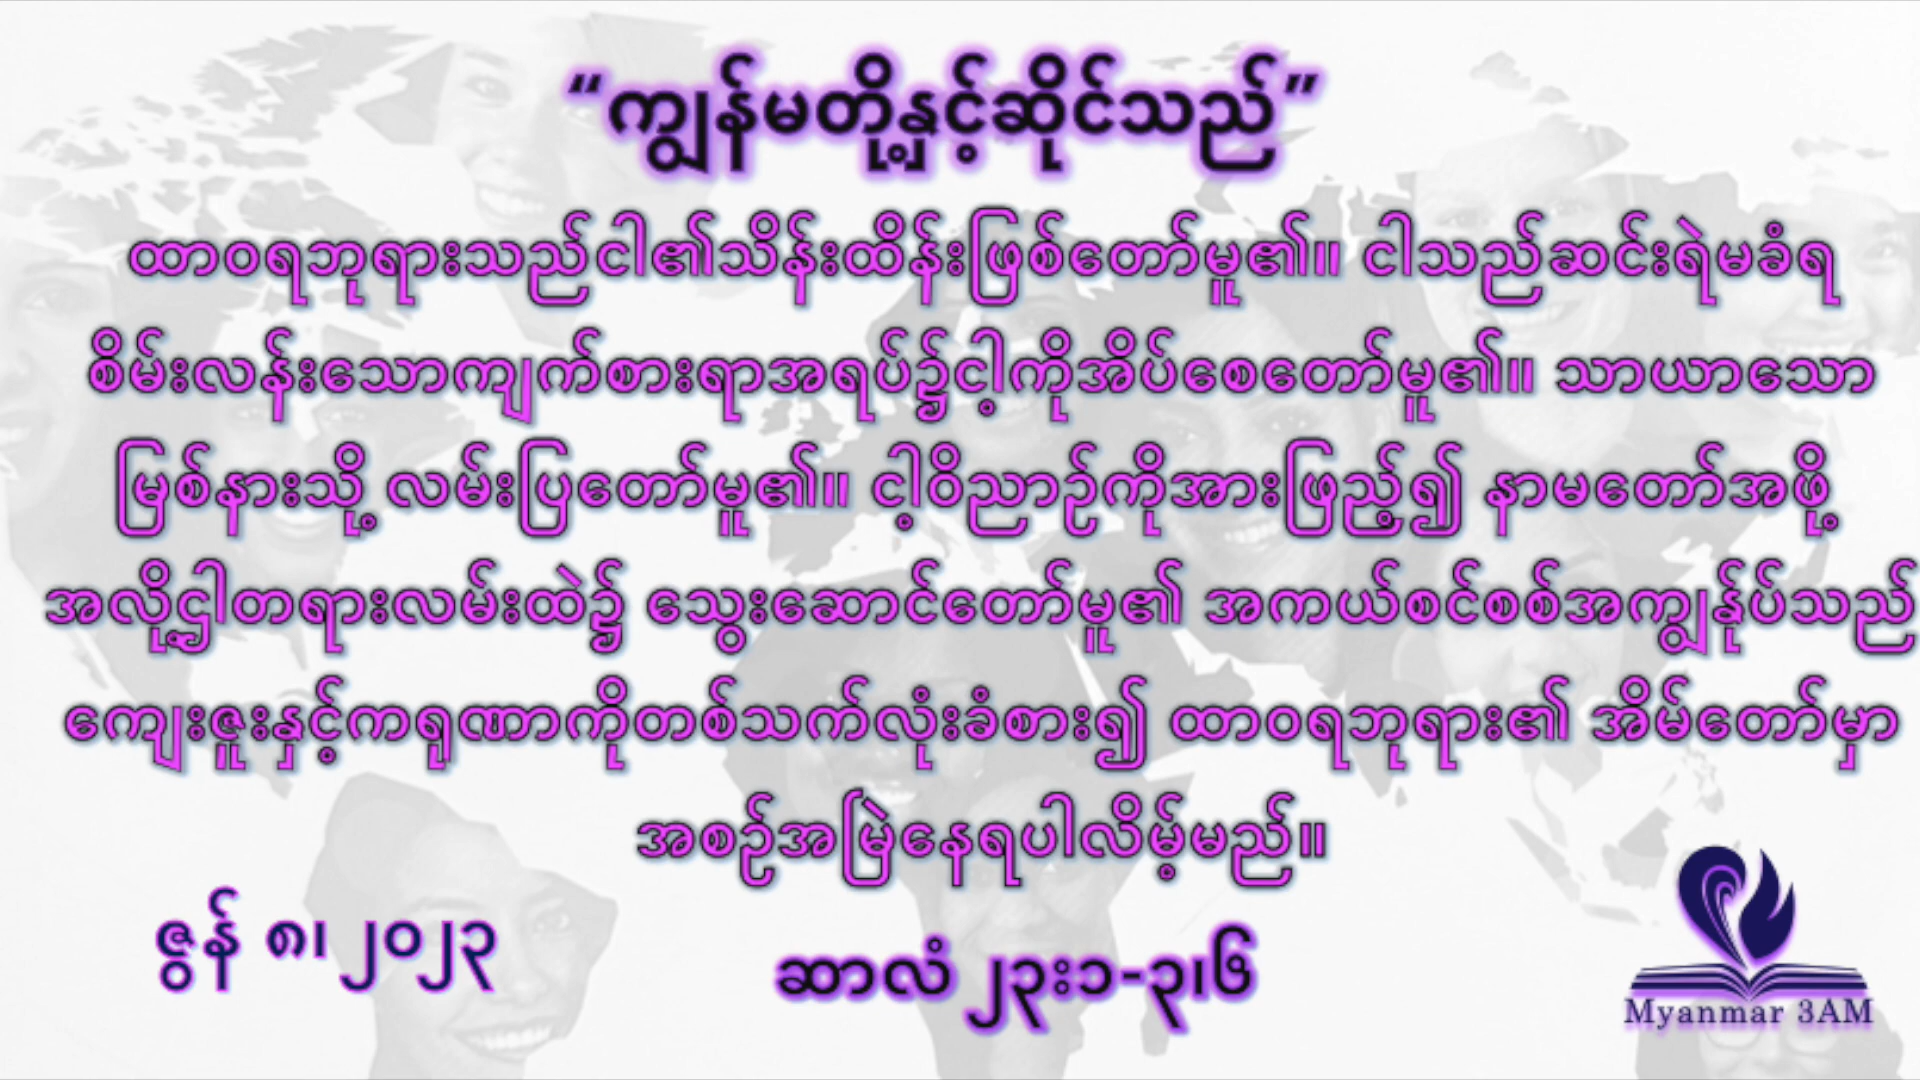 “ကျွန်မတို့နှင့်ဆိုင်သည်”
ထာဝရဘုရားသည်ငါ၏သိန်းထိန်းဖြစ်တော်မူ၏။ ငါသည်ဆင်းရဲမခံရ
စိမ်းလန်းသောကျက်စားရာအရပ်၌ငါ့ကိုအိပ်စေတော်မူ၏။ သာယာသော
မြစ်နားသို့ လမ်းပြတော်မူ၏။ ငါ့ဝိညာဉ်ကိုအားဖြည့်၍ နာမတော်အဖို့
အလို့ဌါတရားလမ်းထဲ၌ သွေးဆောင်တော်မူ၏ အကယ်စင်စစ်အကျွန်ုပ်သည်
ကျေးဇူးနှင့်ကရုဏာကိုတစ်သက်လုံးခံစား၍ ထာဝရဘုရား၏ အိမ်တော်မှာ
အစဉ်အမြဲနေရပါလိမ့်မည်။
ဇွန် ၈၊ ၂၀၂၃
ဆာလံ ၂၃း၁-၃၊၆
Myanmar 3AM